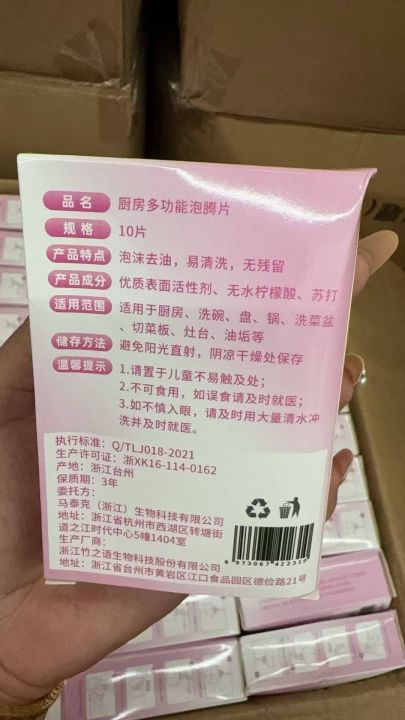 品名 厨房多功能泡腾片
规格 10片
产品特点 泡沫去油，易清洗，无残留
产品成分 优质表面活性剂、无水柠檬酸、苏打
适用范围 适用于厨房、洗碗、盘、锅、洗菜盆
、切菜板、灶台、油垢等
储存方法 避免阳光直射，阴凉干燥处保存
温馨提示 1.请置于儿童不易触及处；
2.不可食用，如误食请及时就医；
3.如不慎入眼，请及时用大量清水冲
洗并及时就医。
执行标准：Q/TLJ018-2021
生产许可证：浙XK16-114-0162
产地：浙江台州
保质期：3年
委托方：
马泰克（浙江）生物科技有限公司
地址：浙江省杭州市西湖区转塘街
道之江时代中心5幢1404室
生产厂商：
浙江竹之语生物科技股份有限公司
地址：浙江省台州市黄岩区江口食品园区德俭路21号
6 973067 422310